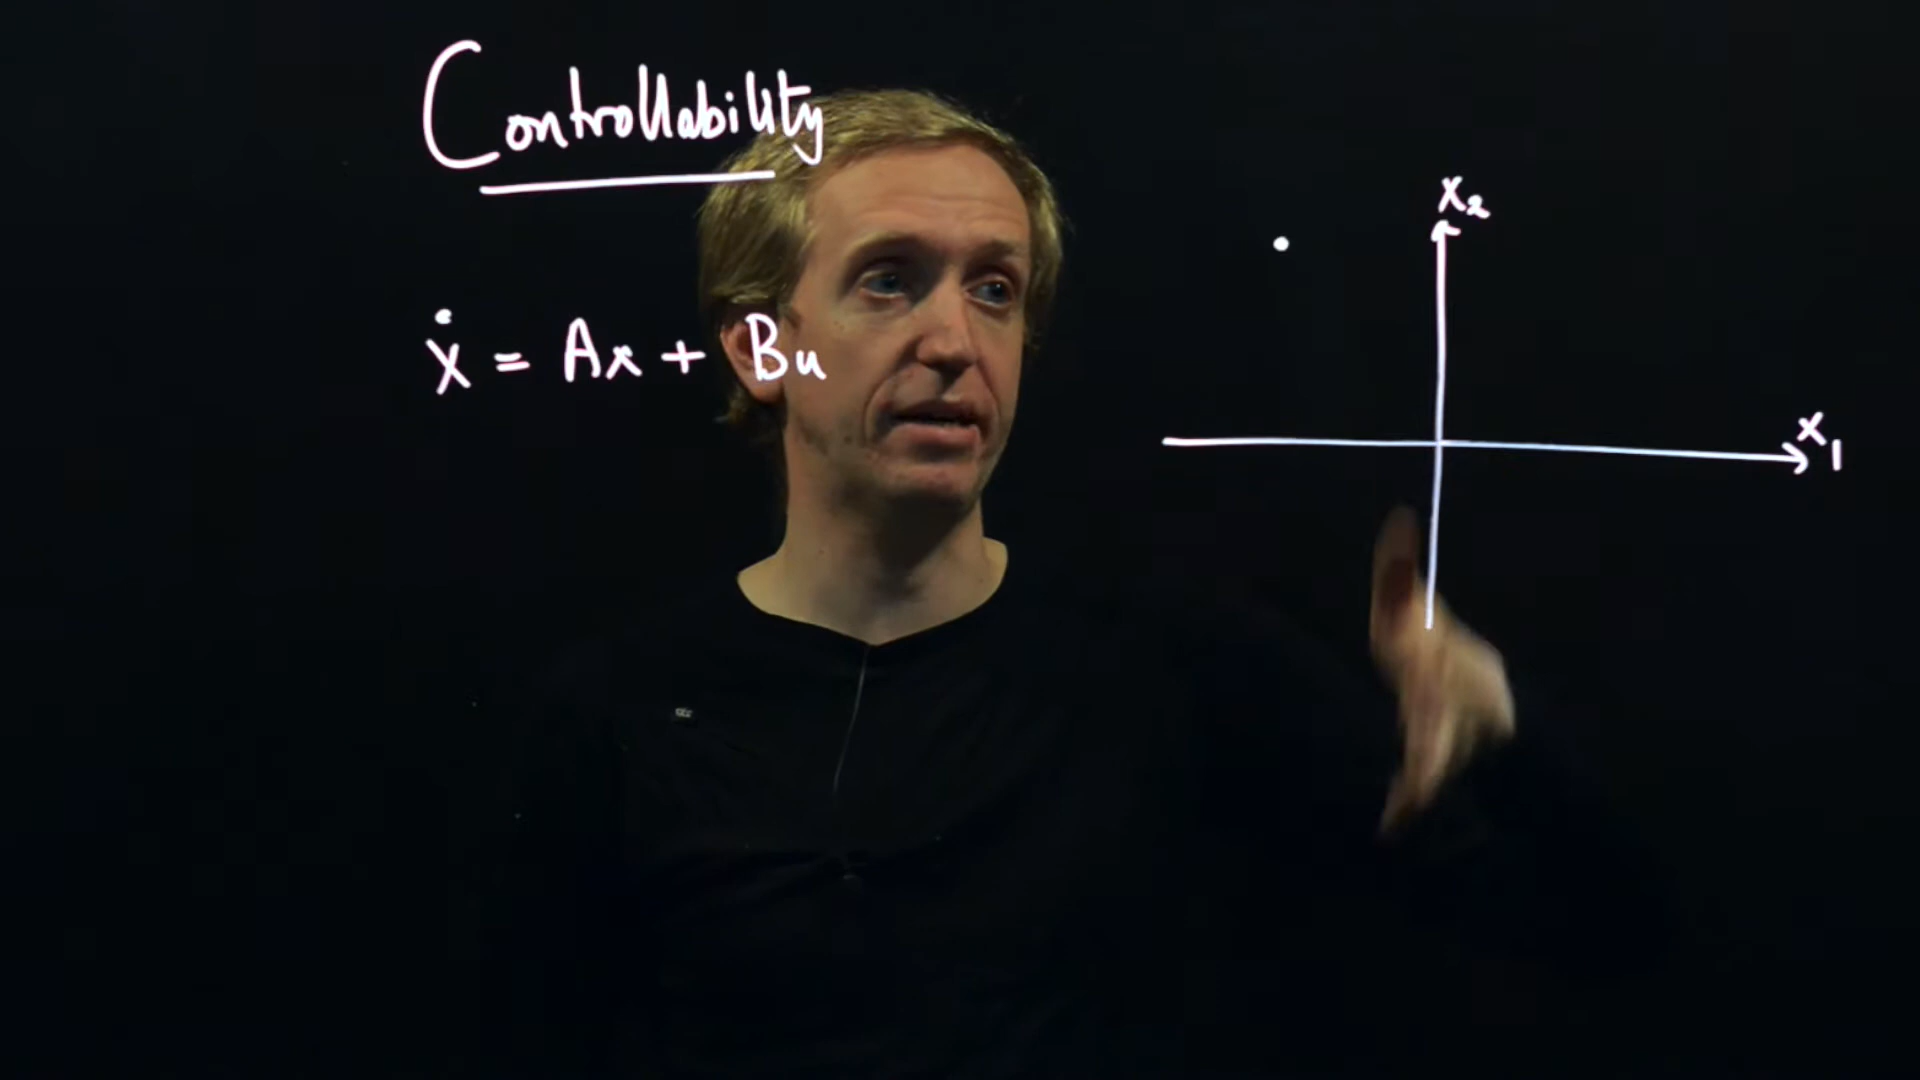 Controllability
ẋ = Ax + Bu
x₂
x₁